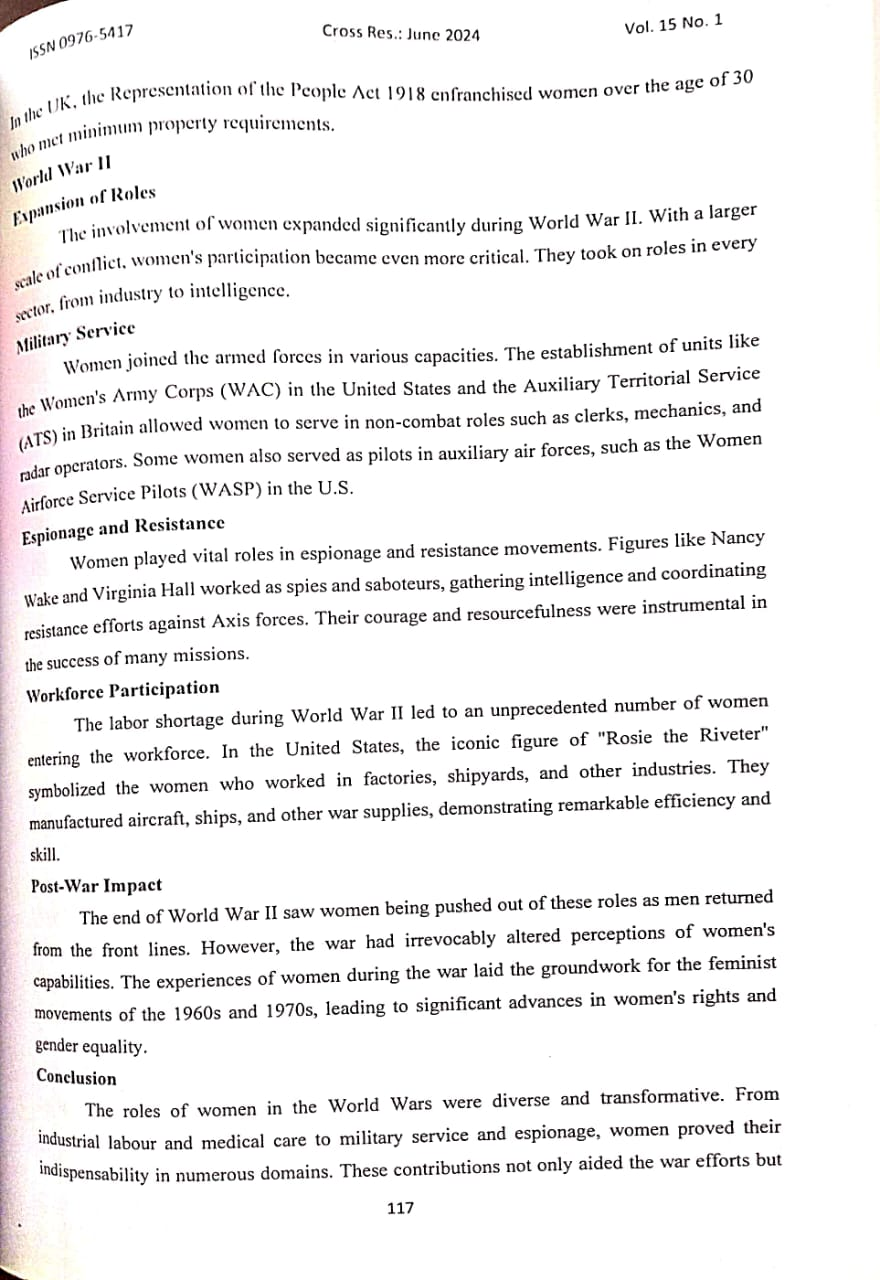 ISSN 0976-5417 Cross Res.: June 2024 Vol. 15 No. 1
In the UK, the Representation of the People Act 1918 enfranchised women over the age of 30
who met minimum property requirements.
World War II
Expansion of Roles
The involvement of women expanded significantly during World War II. With a larger
scale of conflict, women's participation became even more critical. They took on roles in every
sector, from industry to intelligence.
Military Service
Women joined the armed forces in various capacities. The establishment of units like
the Women's Army Corps (WAC) in the United States and the Auxiliary Territorial Service
(ATS) in Britain allowed women to serve in non-combat roles such as clerks, mechanics, and
radar operators. Some women also served as pilots in auxiliary air forces, such as the Women
Airforce Service Pilots (WASP) in the U.S.
Espionage and Resistance
Women played vital roles in espionage and resistance movements. Figures like Nancy
Wake and Virginia Hall worked as spies and saboteurs, gathering intelligence and coordinating
resistance efforts against Axis forces. Their courage and resourcefulness were instrumental in
the success of many missions.
Workforce Participation
The labor shortage during World War II led to an unprecedented number of women
entering the workforce. In the United States, the iconic figure of "Rosie the Riveter"
symbolized the women who worked in factories, shipyards, and other industries. They
manufactured aircraft, ships, and other war supplies, demonstrating remarkable efficiency and
skill.
Post-War Impact
The end of World War II saw women being pushed out of these roles as men returned
from the front lines. However, the war had irrevocably altered perceptions of women's
capabilities. The experiences of women during the war laid the groundwork for the feminist
movements of the 1960s and 1970s, leading to significant advances in women's rights and
gender equality.
Conclusion
The roles of women in the World Wars were diverse and transformative. From
industrial labour and medical care to military service and espionage, women proved their
indispensability in numerous domains. These contributions not only aided the war efforts but
117